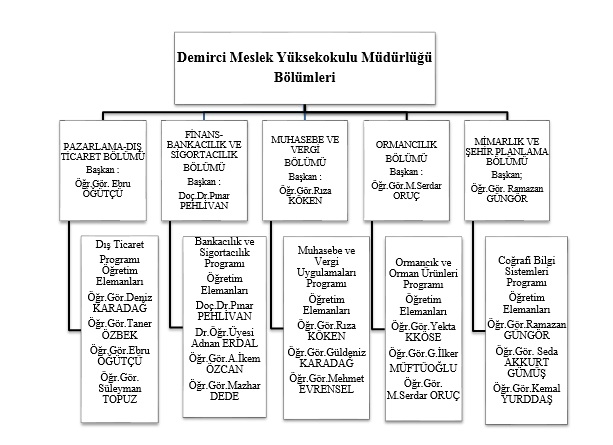 Demirci Meslek Yüksekokulu Müdürlüğü
Bölümleri
PAZARLAMA-DIŞ
TİCARET BÖLÜMÜ
Başkan :
Öğr.Gör. Ebru
ÖĞÜTÇÜ
FİNANS-
BANKACILIK VE
SİGORTACILIK
BÖLÜMÜ
Başkan :
Doç.Dr.Pınar
PEHLİVAN
MUHASEBE VE
VERGİ
BÖLÜMÜ
Başkan :
Öğr.Gör.Rıza
KÖKEN
ORMANCILIK
BÖLÜMÜ
Başkan :
Öğr.Gör.M.Serdar
ORUÇ
MİMARLIK VE
ŞEHİR PLANLAMA
BÖLÜMÜ
Başkan;
Öğr.Gör. Ramazan
GÜNGÖR
Dış Ticaret
Programı
Öğretim
Elemanları
Öğr.Gör.Deniz
KARADAĞ
Öğr.Gör.Taner
ÖZBEK
Öğr.Gör.Ebru
ÖĞÜTÇÜ
Öğr.Gör.
Süleyman
TOPUZ
Bankacılık ve
Sigortacılık
Programı
Öğretim
Elemanları
Doç.Dr.Pınar
PEHLİVAN
Dr.Öğr.Üyesi
Adnan ERDAL
Öğr.Gör.A.İkem
ÖZCAN
Öğr.Gör.Mazhar
DEDE
Muhasebe ve
Vergi
Uygulamaları
Programı
Öğretim
Elemanları
Öğr.Gör.Rıza
KÖKEN
Öğr.Gör.Güldeniz
KARADAĞ
Öğr.Gör.Mehmet
EVRENSEL
Ormancık ve
Orman Ürünleri
Programı
Öğretim
Elemanları
Öğr.Gör.Yekta
KKÖSE
Öğr.Gör.G.İlker
MÜFTÜOĞLU
Öğr.Gör.
M.Serdar ORUÇ
Coğrafi Bilgi
Sistemleri
Programı
Öğretim
Elemanları
Öğr.Gör.Ramazan
GÜNGÖR
Öğr.Gör. Seda
AKKURT
GÜMÜŞ
Öğr.Gör.Kemal
YURDDAŞ